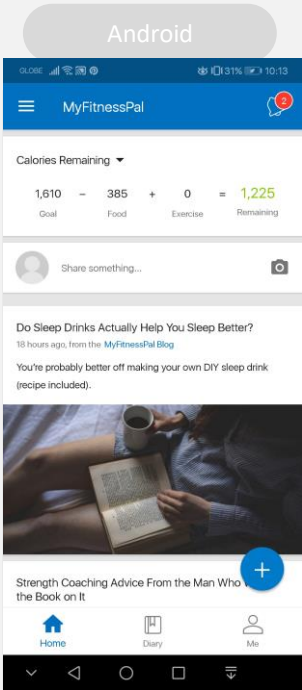 Android
GLOBE 31% 10:13
MyFitnessPal
2
Calories Remaining
1,610 - 385 + 0 = 1,225
Goal Food Exercise Remaining
Share something...
Do Sleep Drinks Actually Help You Sleep Better?
18 hours ago, from the MyFitnessPal Blog
You're probably better off making your own DIY sleep drink
(recipe included).
Strength Coaching Advice From the Man Who
the Book on It
+
Home Diary Me